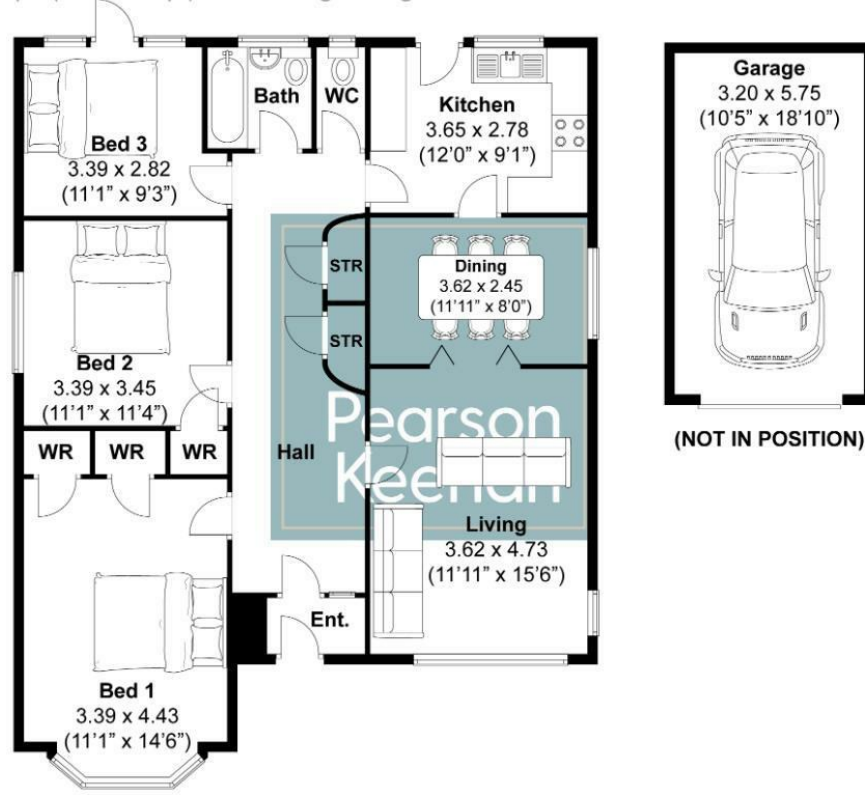 Bed 3
3.39 x 2.82
(11'1" x 9'3")
Bath
WC
Kitchen
3.65 x 2.78
(12'0" x 9'1")
Garage
3.20 x 5.75
(10'5" x 18'10")
(NOT IN POSITION)
STR
STR
Dining
3.62 x 2.45
(11'11" x 8'0")
Bed 2
3.39 x 3.45
(11'1" x 11'4")
WR
WR
WR
Hall
Pearson
Keenan
Living
3.62 x 4.73
(11'11" x 15'6")
Ent.
Bed 1
3.39 x 4.43
(11'1" x 14'6")